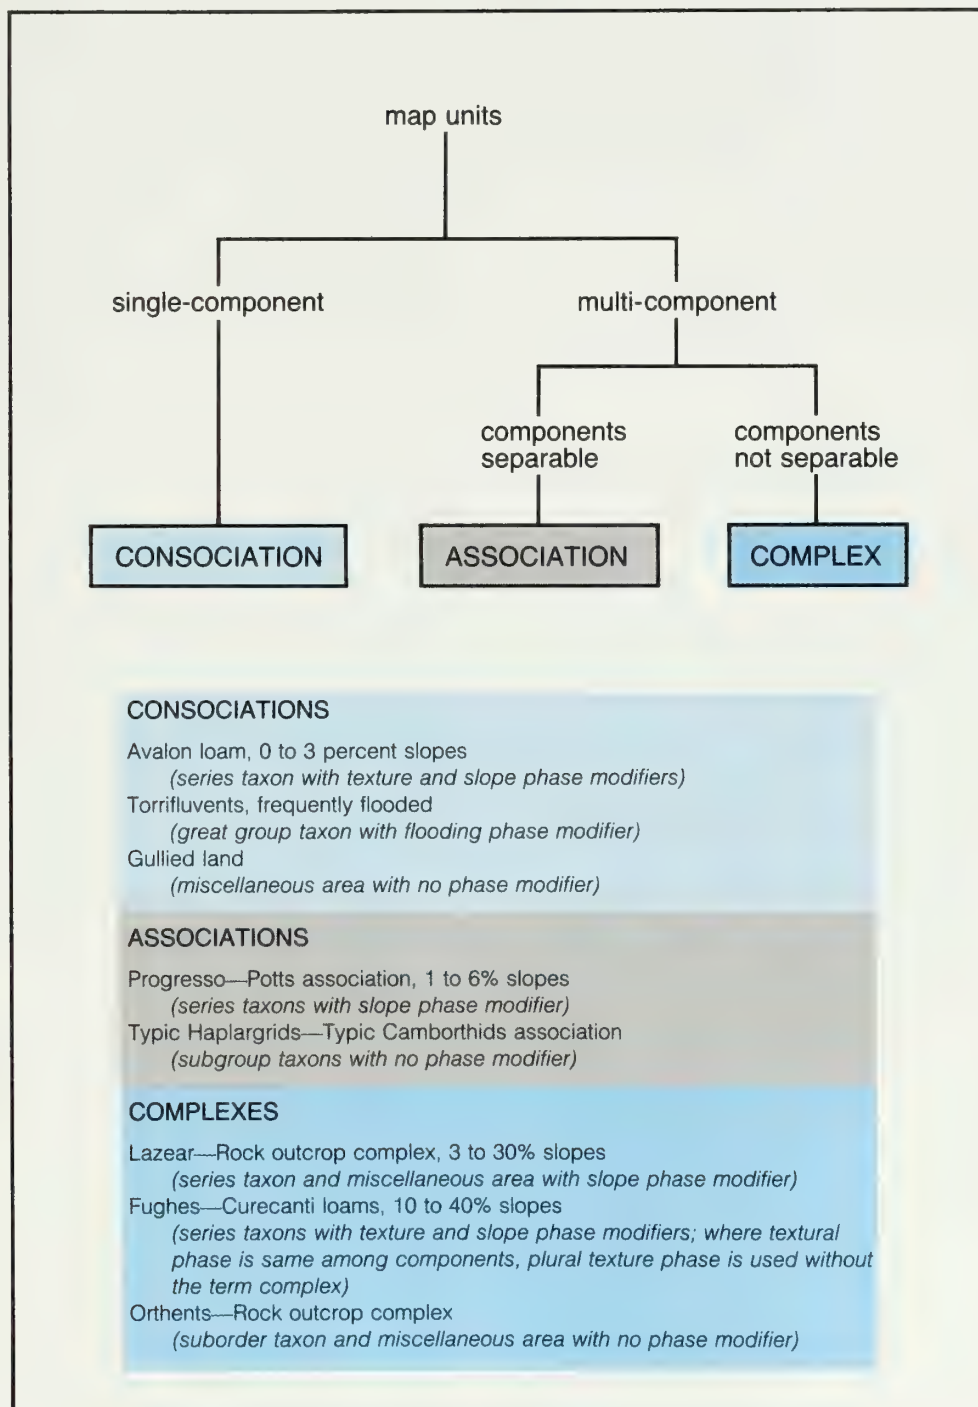 map units
single-component
multi-component
components
separable
components
not separable
CONSOCIATION
ASSOCIATION
COMPLEX
CONSOCIATIONS
Avalon loam, 0 to 3 percent slopes
(series taxon with texture and slope phase modifiers)
Torrifluvents, frequently flooded
(great group taxon with flooding phase modifier)
Gullied land
(miscellaneous area with no phase modifier)
ASSOCIATIONS
Progresso—Potts association, 1 to 6% slopes
(series taxons with slope phase modifier)
Typic Haplargrids—Typic Camborthids association
(subgroup taxons with no phase modifier)
COMPLEXES
Lazear—Rock outcrop complex, 3 to 30% slopes
(series taxon and miscellaneous area with slope phase modifier)
Fughes—Curecanti loams, 10 to 40% slopes
(series taxons with texture and slope phase modifiers; where textural
phase is same among components, plural texture phase is used without
the term complex)
Orthents—Rock outcrop complex
(suborder taxon and miscellaneous area with no phase modifier)